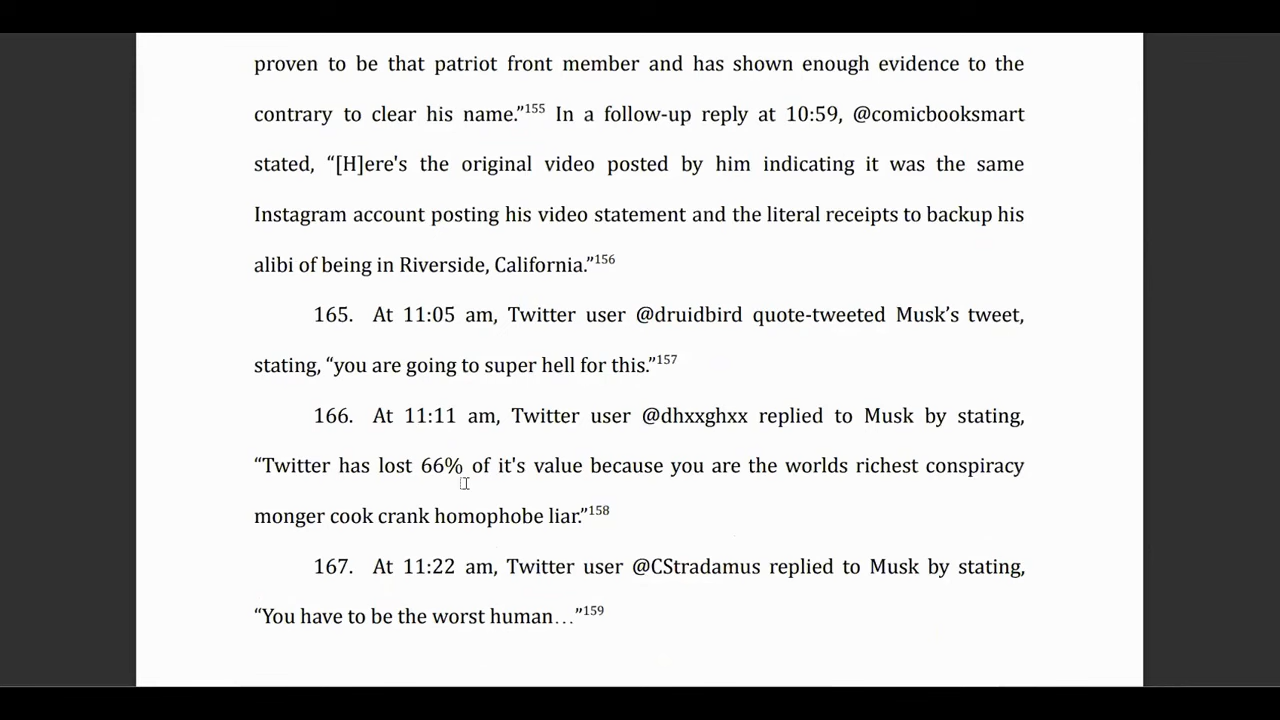 proven to be that patriot front member and has shown enough evidence to the
contrary to clear his name.”155 In a follow-up reply at 10:59, @comicbooksmart
stated, “[H]ere's the original video posted by him indicating it was the same
Instagram account posting his video statement and the literal receipts to backup his
alibi of being in Riverside, California.”156
165. At 11:05 am, Twitter user @druidbird quote-tweeted Musk’s tweet,
stating, “you are going to super hell for this.”157
166. At 11:11 am, Twitter user @dhxxghxx replied to Musk by stating,
“Twitter has lost 66% of it's value because you are the worlds richest conspiracy
monger cook crank homophobe liar.”158
167. At 11:22 am, Twitter user @CStradamus replied to Musk by stating,
“You have to be the worst human…”159